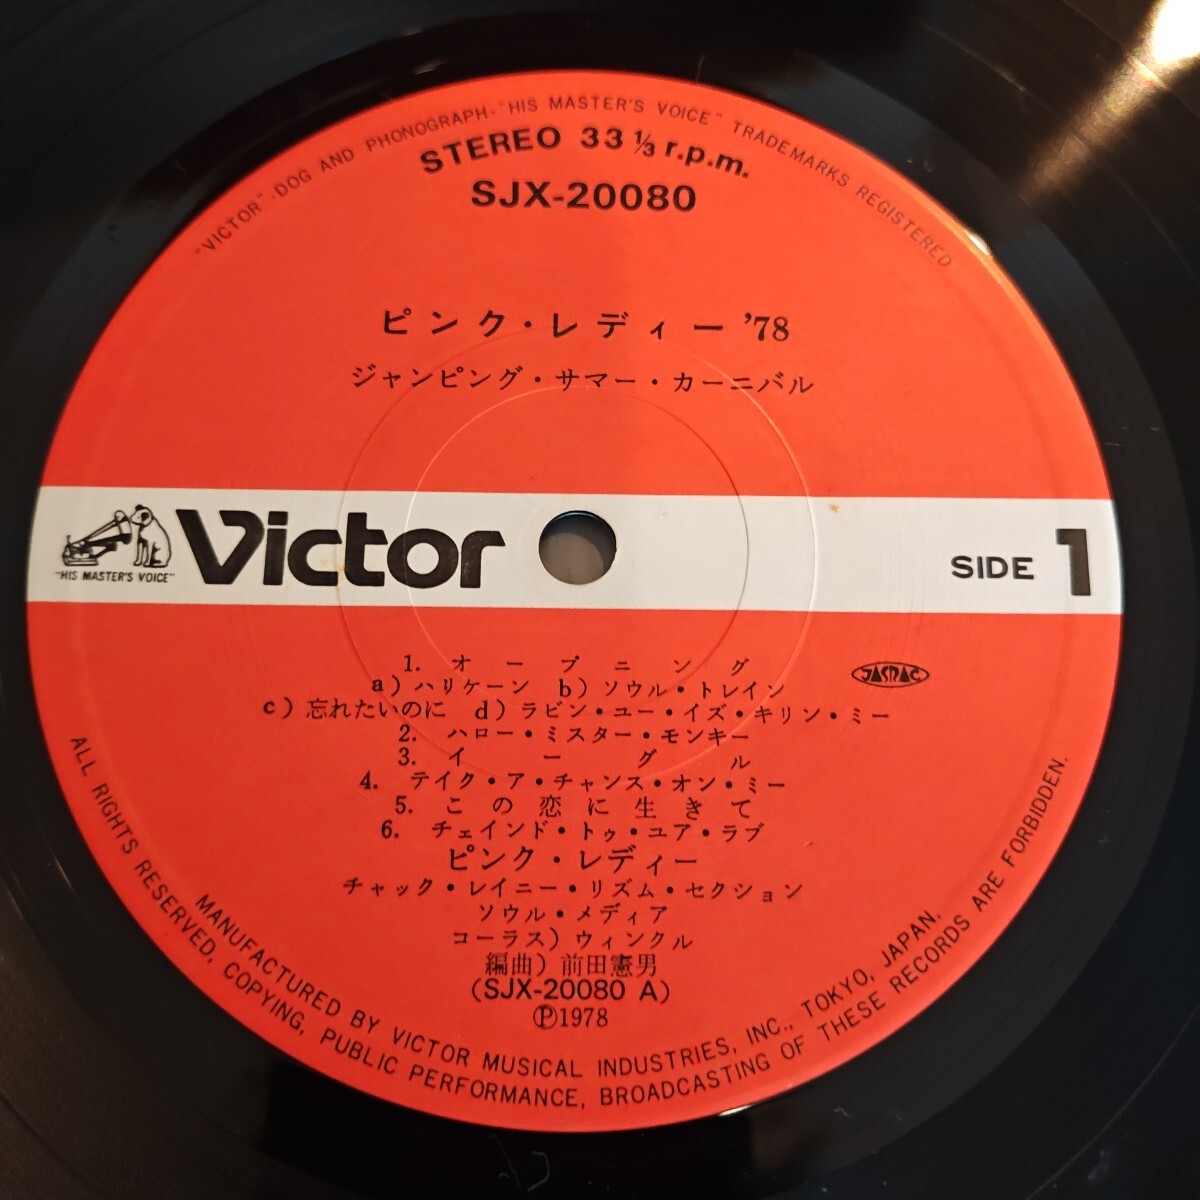 "VICTOR"·DOG AND PHONOGRAPH·"HIS MASTER'S VOICE" TRADEMARKS REGISTERED
STEREO 33 1/3 r.p.m.
SJX-20080
ピンク・レディー '78
ジャンピング・サマー・カーニバル
"HIS MASTER'S VOICE"
Victor
SIDE 1
1. オープニング
a) ハリケーン b) ソウル・トレイン
c) 忘れたいのに d) ラビン・ユー・イズ・キリン・ミー
JASRAC
2. ハロー・ミスター・モンキー
3. イーグル
4. テイク・ア・チャンス・オン・ミー
5. この恋に生きて
6. チェインド・トゥ・ユア・ラブ
ピンク・レディー
チャック・レイニー・リズム・セクション
ソウル・メディア
コーラス) ウィンクル
編曲) 前田憲男
(SJX-20080 A)
Ⓟ1978
MANUFACTURED BY VICTOR MUSICAL INDUSTRIES, INC., TOKYO, JAPAN.
ALL RIGHTS RESERVED, COPYING, PUBLIC PERFORMANCE, BROADCASTING OF THESE RECORDS ARE FORBIDDEN.